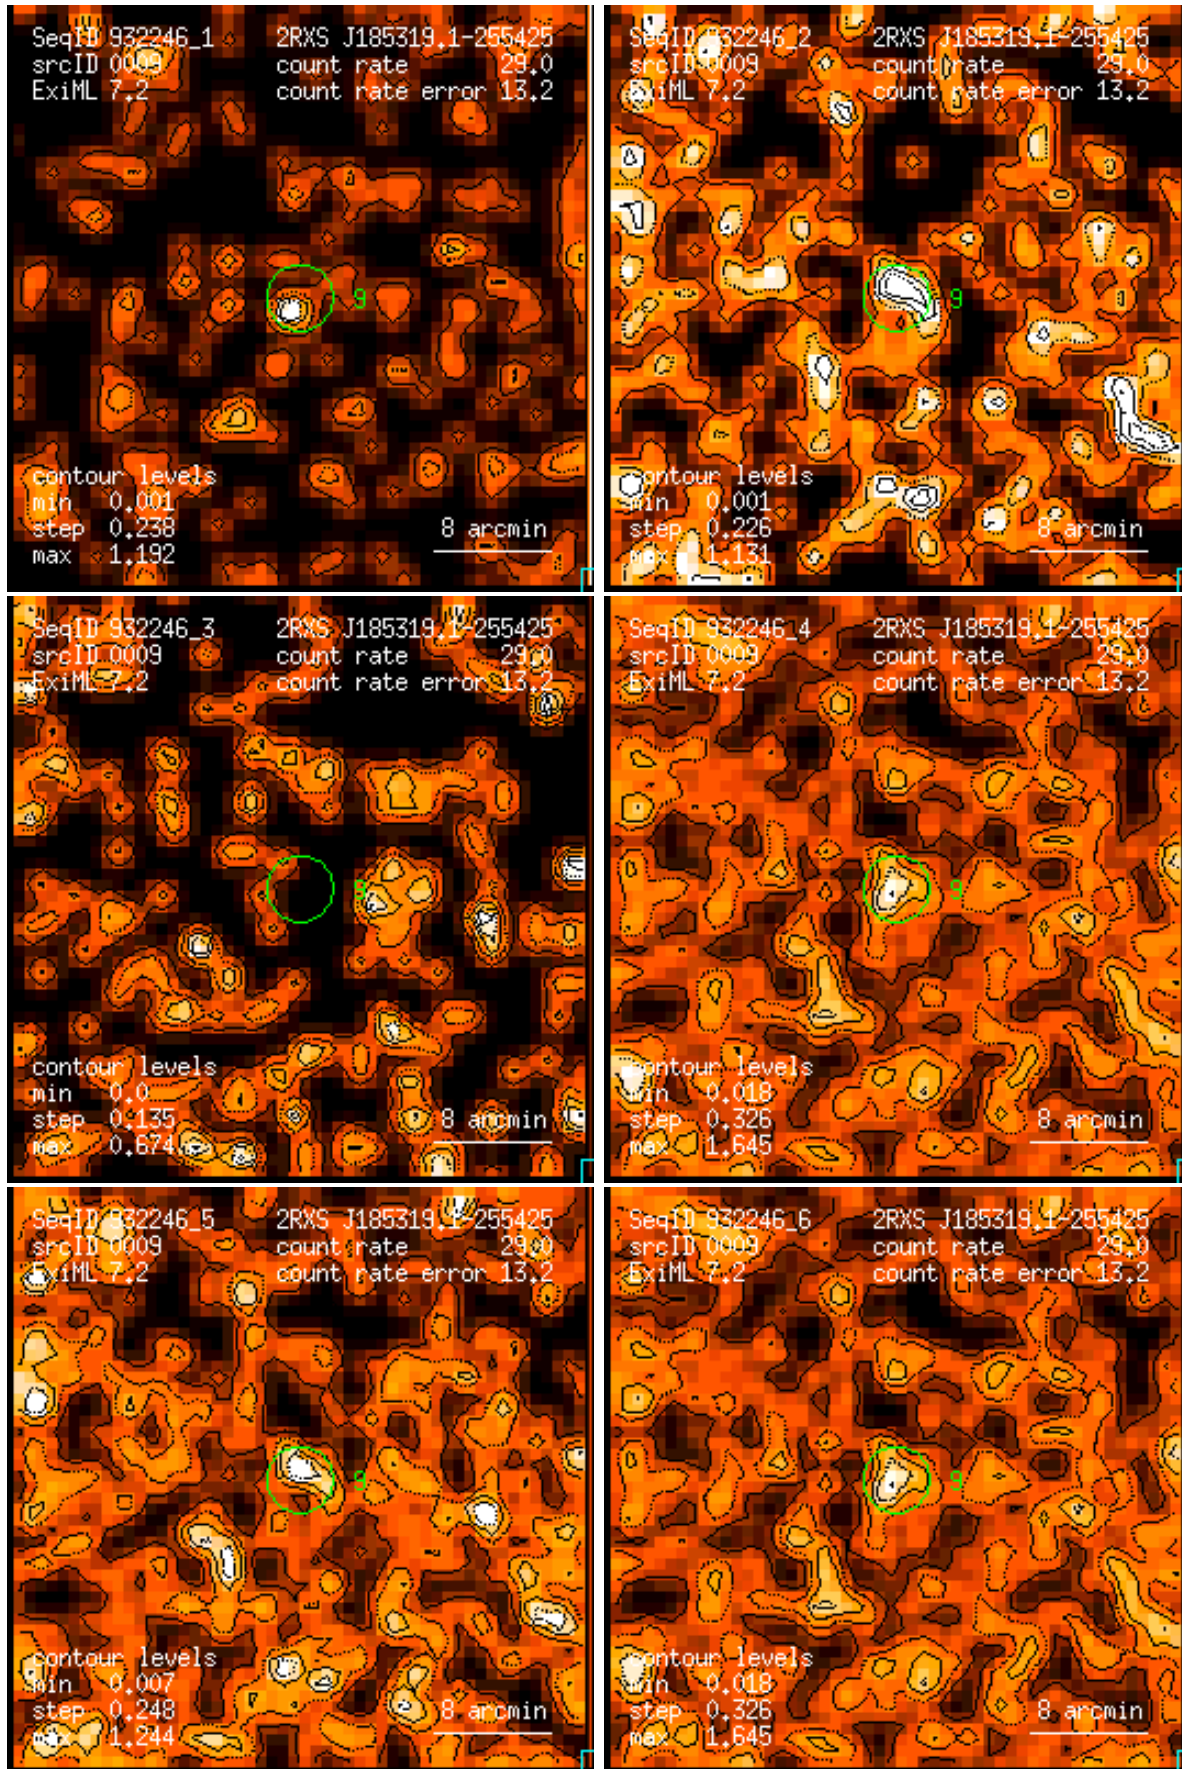 SeqID 932246_1 2RXS J185319.1-255425
srcID 0009 count rate 29.0
ExiML 7.2 count rate error 13.2
9
contour levels
min 0.001
step 0.238 8 arcmin
max 1.192
SeqID 932246_2 2RXS J185319.1-255425
srcID 0009 count rate 29.0
ExiML 7.2 count rate error 13.2
9
contour levels
min 0.001
step 0.226 8 arcmin
max 1.131
SeqID 932246_3 2RXS J185319.1-255425
srcID 0009 count rate 29.0
ExiML 7.2 count rate error 13.2
9
contour levels
min 0.0
step 0.135 8 arcmin
max 0.674
SeqID 932246_4 2RXS J185319.1-255425
srcID 0009 count rate 29.0
ExiML 7.2 count rate error 13.2
9
contour levels
min 0.018
step 0.326 8 arcmin
max 1.645
SeqID 932246_5 2RXS J185319.1-255425
srcID 0009 count rate 29.0
ExiML 7.2 count rate error 13.2
9
contour levels
min 0.007
step 0.248 8 arcmin
max 1.244
SeqID 932246_6 2RXS J185319.1-255425
srcID 0009 count rate 29.0
ExiML 7.2 count rate error 13.2
9
contour levels
min 0.018
step 0.326 8 arcmin
max 1.645